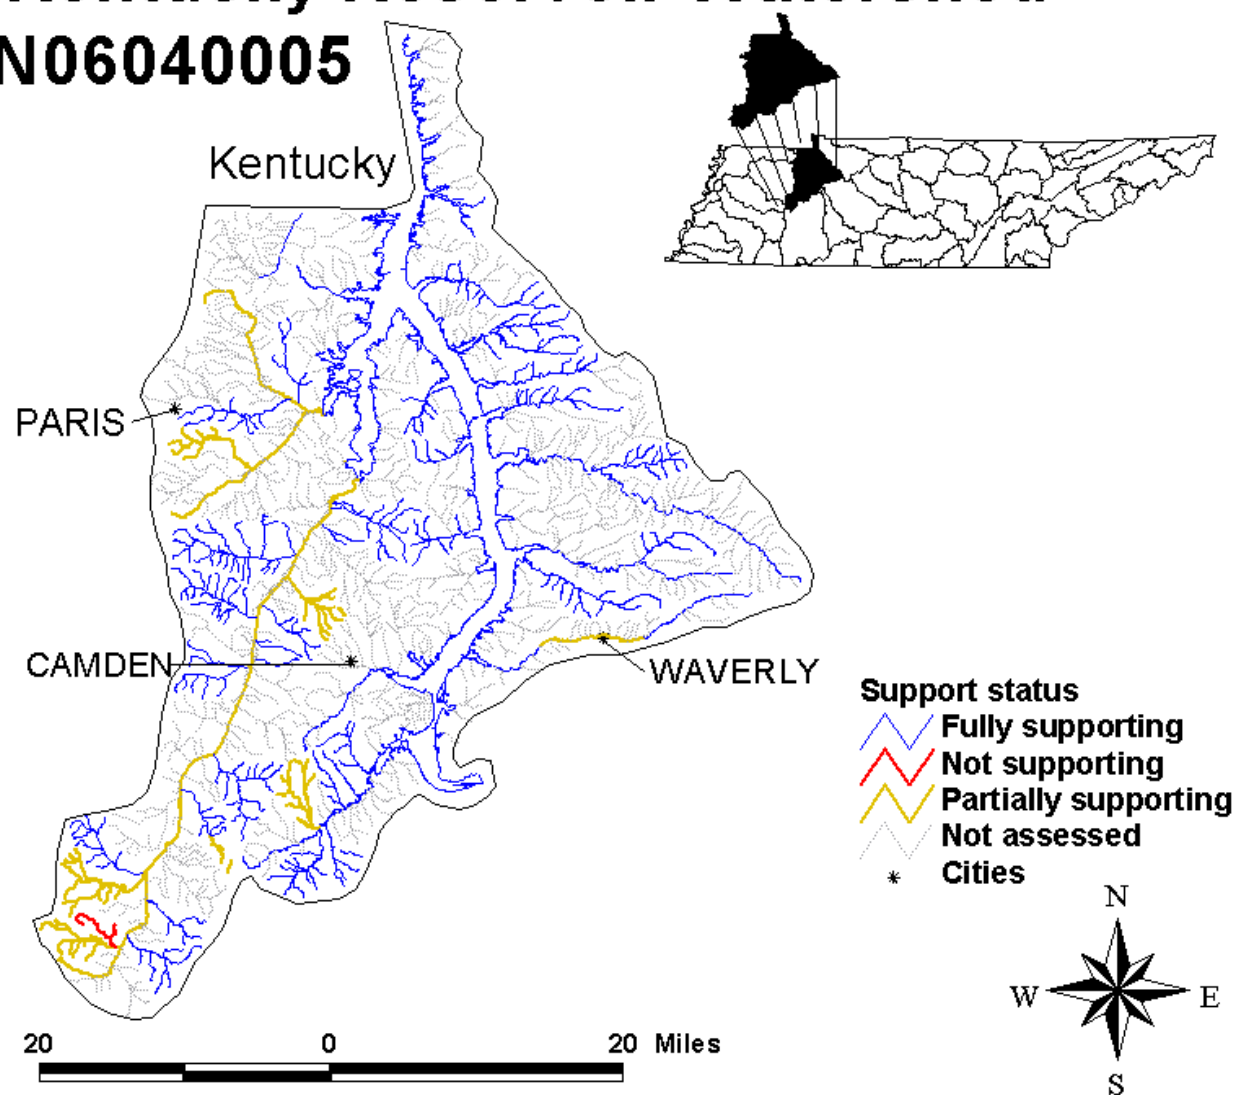 N06040005
Kentucky
PARIS
CAMDEN
WAVERLY
Support status
Fully supporting
Not supporting
Partially supporting
Not assessed
Cities
N
W
E
S
20 0 20 Miles